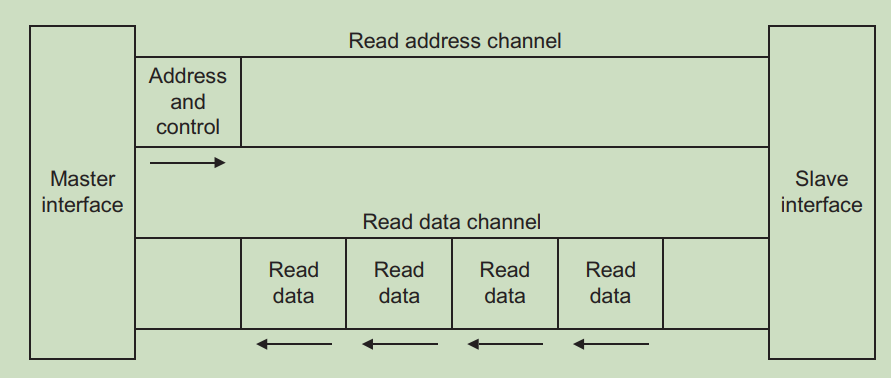 Read address channel
Address
and
control
Master
interface
Slave
interface
Read data channel
Read
data
Read
data
Read
data
Read
data